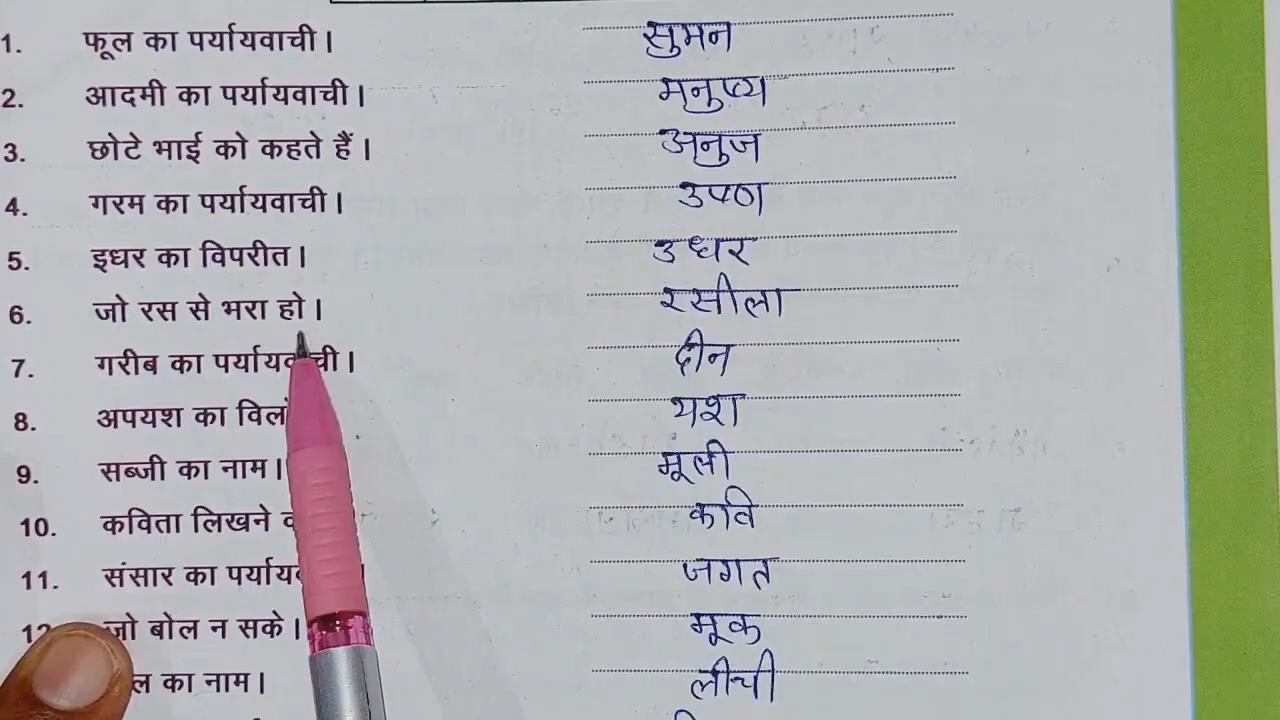 1. फूल का पर्यायवाची। सुमन
2. आदमी का पर्यायवाची। मनुष्य
3. छोटे भाई को कहते हैं। अनुज
4. गरम का पर्यायवाची। उष्ण
5. इधर का विपरीत। उधर
6. जो रस से भरा हो। रसीला
7. गरीब का दीन
8. अपयश का यश
9. सब्जी का नाम। मूली
10. कविता लिखने कवि
11. संसार का जगत
जो बोल न सके। मूक
का नाम। लीची